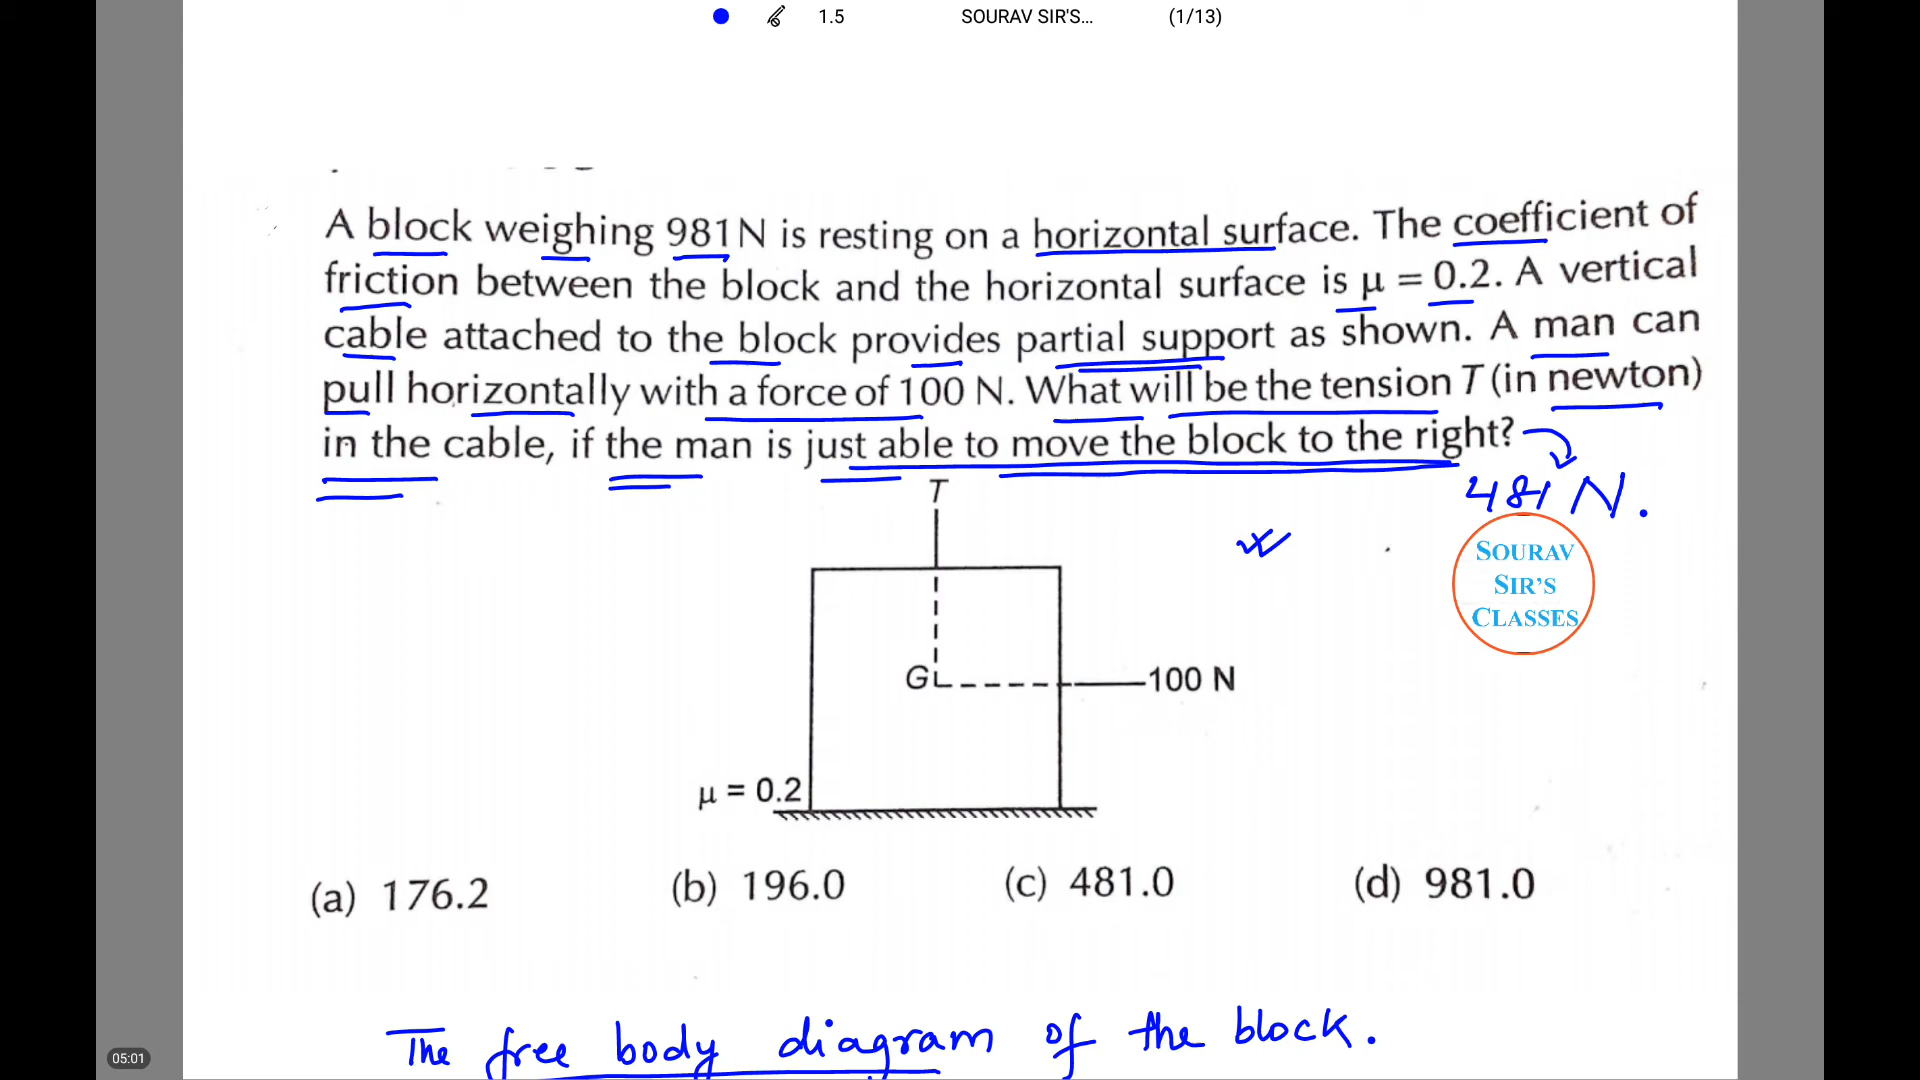 1.5 SOURAV SIR'S... (1/13)
A block weighing 981N is resting on a horizontal surface. The coefficient of
friction between the block and the horizontal surface is μ = 0.2. A vertical
cable attached to the block provides partial support as shown. A man can
pull horizontally with a force of 100 N. What will be the tension T (in newton)
in the cable, if the man is just able to move the block to the right?
481 N.
T
SOURAV
SIR'S
CLASSES
G
100 N
μ = 0.2
(a) 176.2 (b) 196.0 (c) 481.0 (d) 981.0
The free body diagram of the block.
05:01